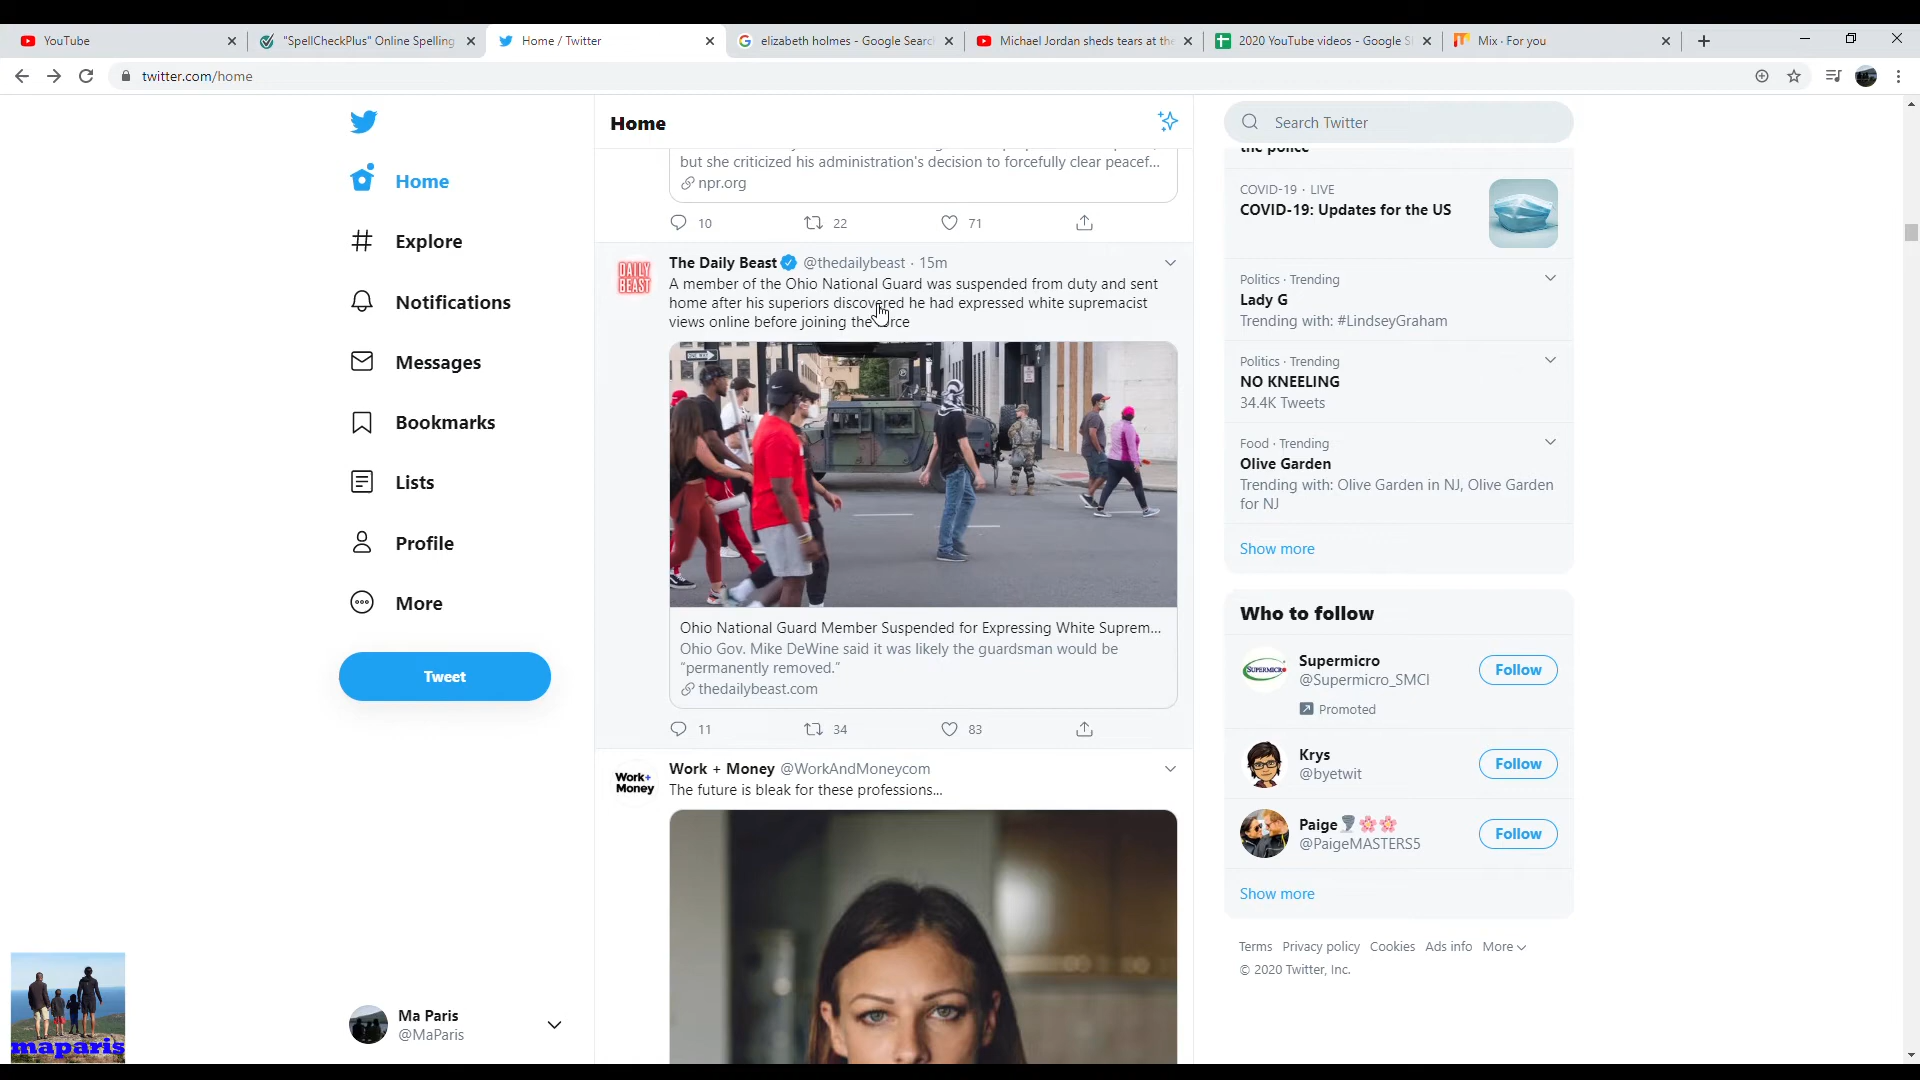 YouTube
"SpellCheckPlus" Online Spelling
Home / Twitter
elizabeth holmes - Google Searc
Michael Jordan sheds tears at the
2020 YouTube videos - Google S
Mix · For you
twitter.com/home
Home
Explore
Notifications
Messages
Bookmarks
Lists
Profile
More
Tweet
Ma Paris
@MaParis
maparis
Home
but she criticized his administration's decision to forcefully clear peacef...
npr.org
10 22 71
DAILY BEAST
The Daily Beast @thedailybeast · 15m
A member of the Ohio National Guard was suspended from duty and sent
home after his superiors discovered he had expressed white supremacist
views online before joining the force
Ohio National Guard Member Suspended for Expressing White Suprem...
Ohio Gov. Mike DeWine said it was likely the guardsman would be
“permanently removed.”
thedailybeast.com
11 34 83
Work+
Money
Work + Money @WorkAndMoneycom
The future is bleak for these professions...
Search Twitter
the police
COVID-19 · LIVE
COVID-19: Updates for the US
Politics · Trending
Lady G
Trending with: #LindseyGraham
Politics · Trending
NO KNEELING
34.4K Tweets
Food · Trending
Olive Garden
Trending with: Olive Garden in NJ, Olive Garden
for NJ
Show more
Who to follow
SUPERMICRO
Supermicro
@Supermicro_SMCI
Follow
Promoted
Krys
@byetwit
Follow
Paige🌪️🌸🌸
@PaigeMASTERS5
Follow
Show more
Terms Privacy policy Cookies Ads info More
© 2020 Twitter, Inc.